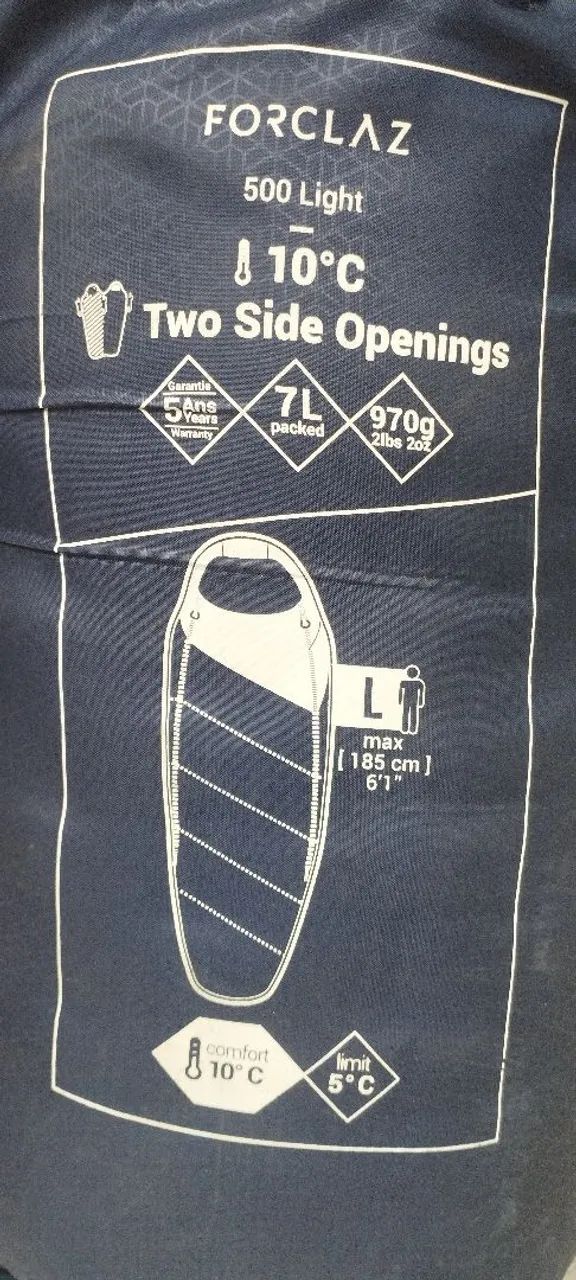 FORCLAZ
500 Light
10°C
Two Side Openings
Garantie
5 Ans
Years
Warranty
7L
packed
970g
2lbs 2oz
L
max
[ 185 cm ]
6'1"
comfort
10° C
limit
5° C